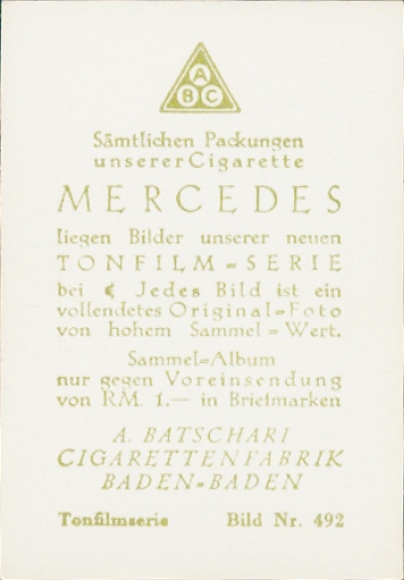 A
B C
Sämtlichen Packungen
unserer Cigarette
MERCEDES
liegen Bilder unserer neuen
TONFILM=SERIE
bei Jedes Bild ist ein
vollendetes Original=Foto
von hohem Sammel=Wert.
Sammel=Album
nur gegen Voreinsendung
von RM. 1.— in Briefmarken
A. BATSCHARI
CIGARETTENFABRIK
BADEN=BADEN
Tonfilmserie Bild Nr. 492